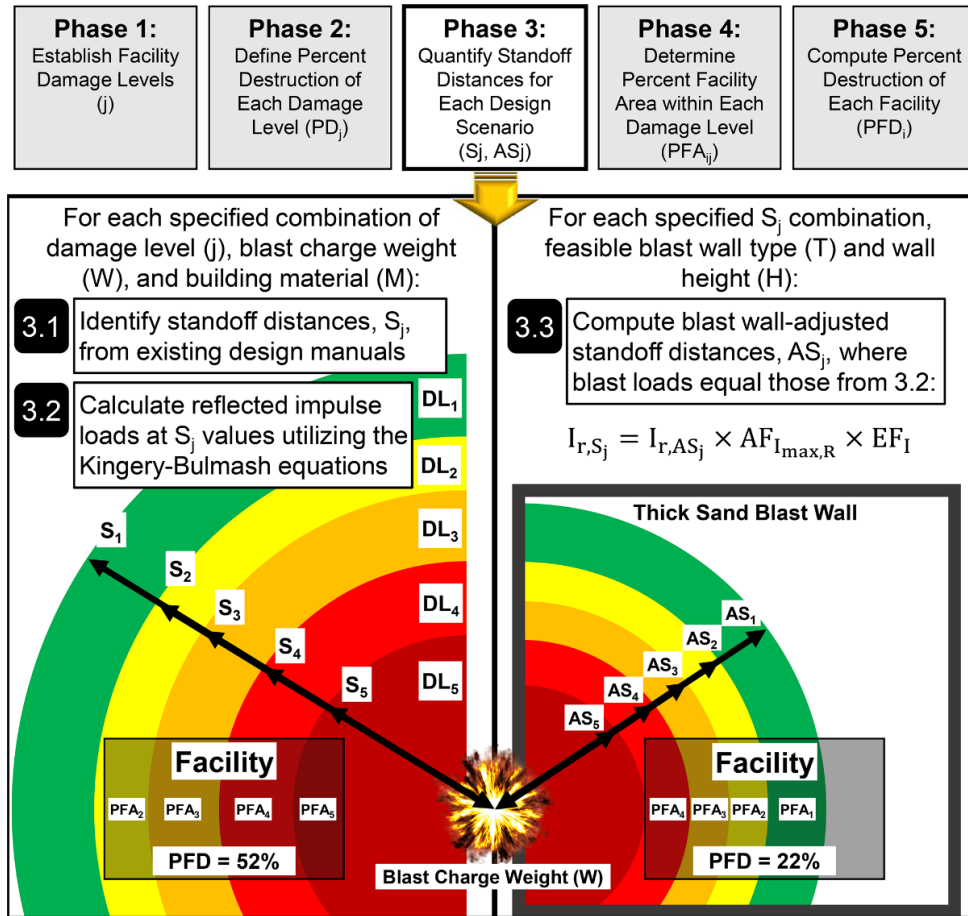 Phase 1:
Establish Facility
Damage Levels
(j)
Phase 2:
Define Percent
Destruction of
Each Damage
Level (PDj)
Phase 3:
Quantify Standoff
Distances for
Each Design
Scenario
(Sj, ASj)
Phase 4:
Determine
Percent Facility
Area within Each
Damage Level
(PFAij)
Phase 5:
Compute Percent
Destruction of
Each Facility
(PFDi)
For each specified combination of
damage level (j), blast charge weight
(W), and building material (M):
3.1
Identify standoff distances, Sj,
from existing design manuals
3.2
Calculate reflected impulse
loads at Sj values utilizing the
Kingery-Bulmash equations
DL1
DL2
DL3
DL4
DL5
S1
S2
S3
S4
S5
Facility
PFA2 PFA3 PFA4 PFA5
PFD = 52%
Blast Charge Weight (W)
For each specified Sj combination,
feasible blast wall type (T) and wall
height (H):
3.3
Compute blast wall-adjusted
standoff distances, ASj, where
blast loads equal those from 3.2:
Ir,Sj = Ir,ASj × AFImax,R × EFI
Thick Sand Blast Wall
AS1
AS2
AS3
AS4
AS5
Facility
PFA4 PFA3 PFA2 PFA1
PFD = 22%